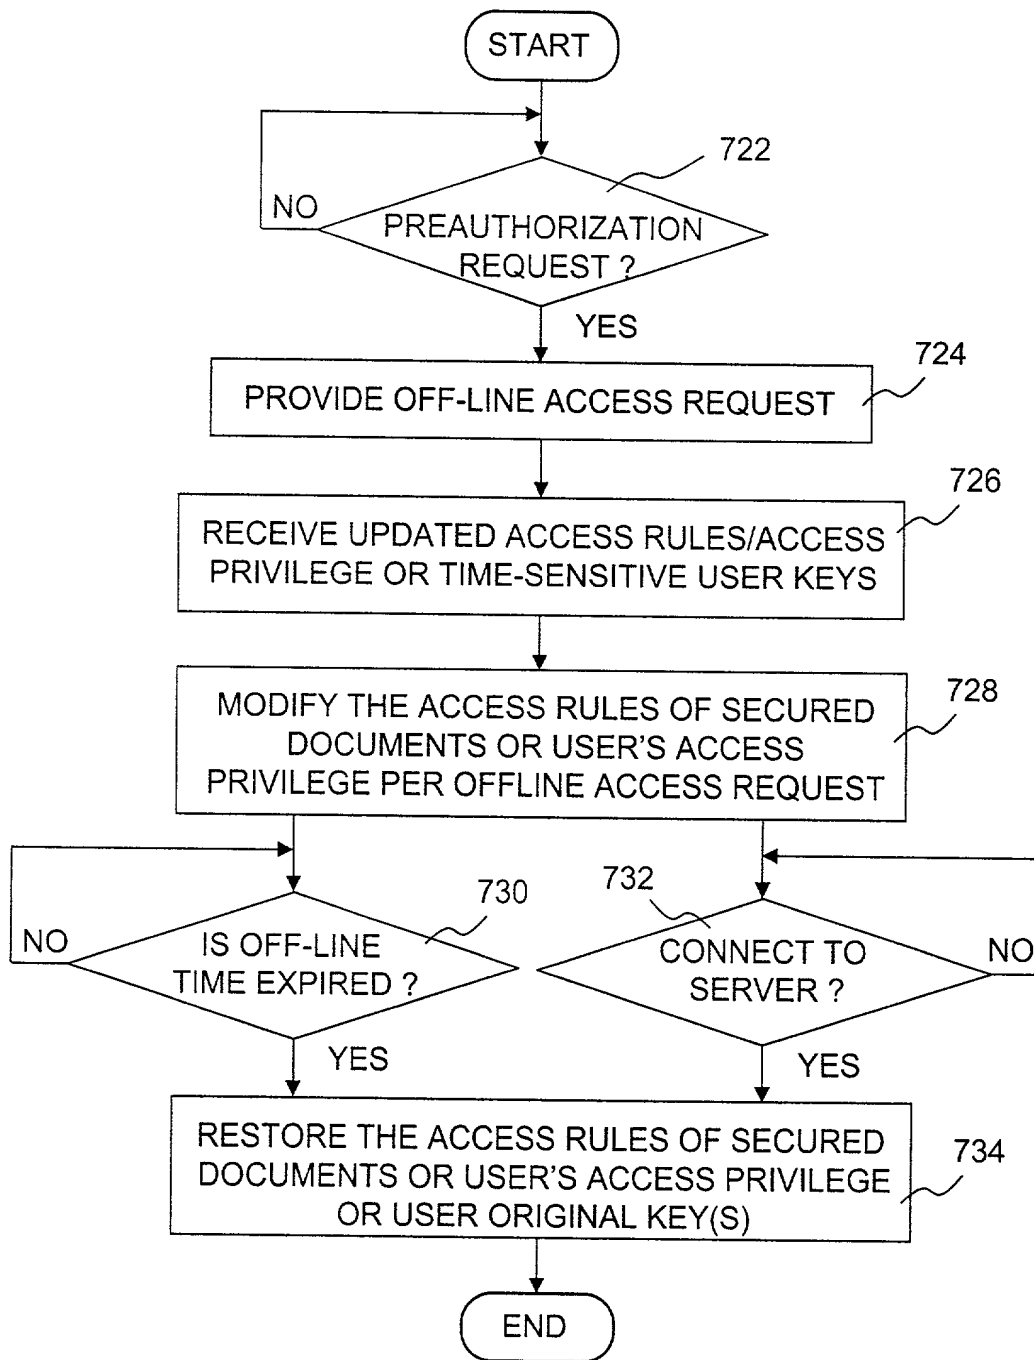 START
722
NO
PREAUTHORIZATION
REQUEST ?
YES
724
PROVIDE OFF-LINE ACCESS REQUEST
726
RECEIVE UPDATED ACCESS RULES/ACCESS
PRIVILEGE OR TIME-SENSITIVE USER KEYS
728
MODIFY THE ACCESS RULES OF SECURED
DOCUMENTS OR USER'S ACCESS
PRIVILEGE PER OFFLINE ACCESS REQUEST
730
NO
IS OFF-LINE
TIME EXPIRED ?
YES
732
CONNECT TO
SERVER ?
NO
YES
RESTORE THE ACCESS RULES OF SECURED
DOCUMENTS OR USER'S ACCESS PRIVILEGE
OR USER ORIGINAL KEY(S)
734
END